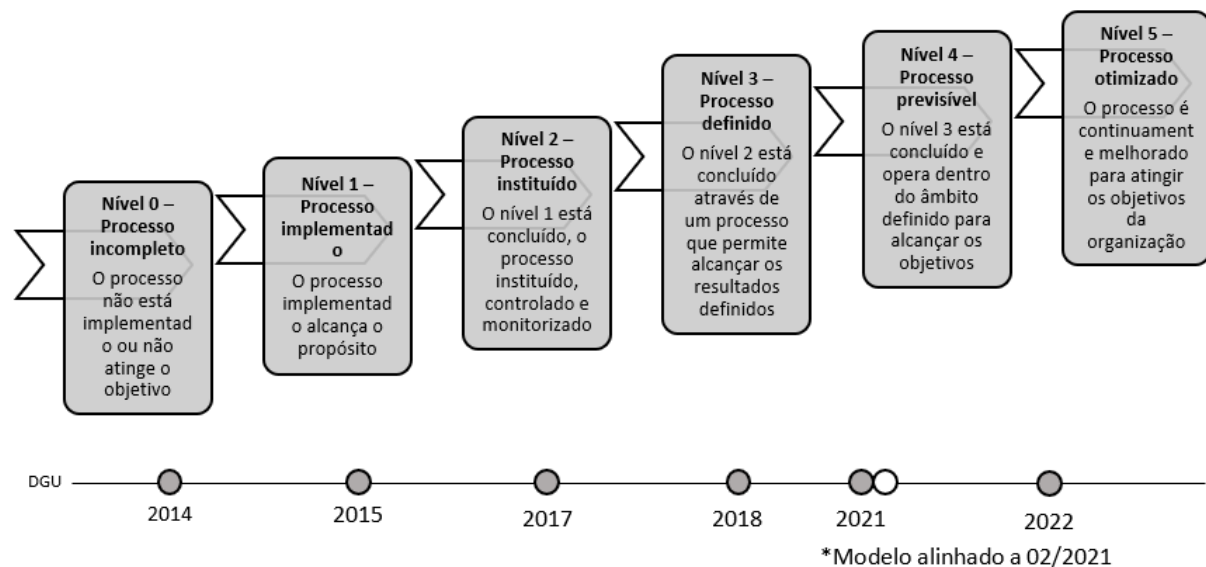 Nível 0 –
Processo
incompleto
O processo
não está
implementad
o ou não
atinge o
objetivo
Nível 1 –
Processo
implementad
o
O processo
implementad
o alcança o
propósito
Nível 2 –
Processo
instituído
O nível 1 está
concluído, o
processo
instituído,
controlado e
monitorizado
Nível 3 –
Processo
definido
O nível 2 está
concluído
através de
um processo
que permite
alcançar os
resultados
definidos
Nível 4 –
Processo
previsível
O nível 3 está
concluído e
opera dentro
do âmbito
definido para
alcançar os
objetivos
Nível 5 –
Processo
otimizado
O processo é
continuament
e melhorado
para atingir
os objetivos
da
organização
DGU
2014
2015
2017
2018
2021
2022
*Modelo alinhado a 02/2021